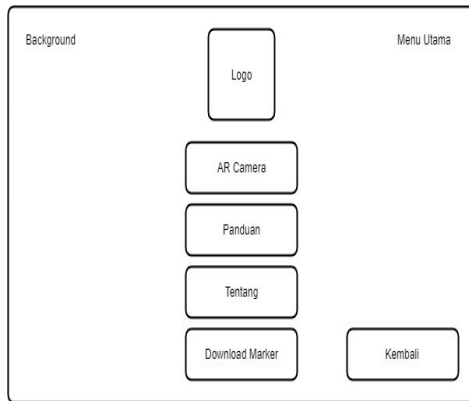 Background
Menu Utama
Logo
AR Camera
Panduan
Tentang
Download Marker
Kembali